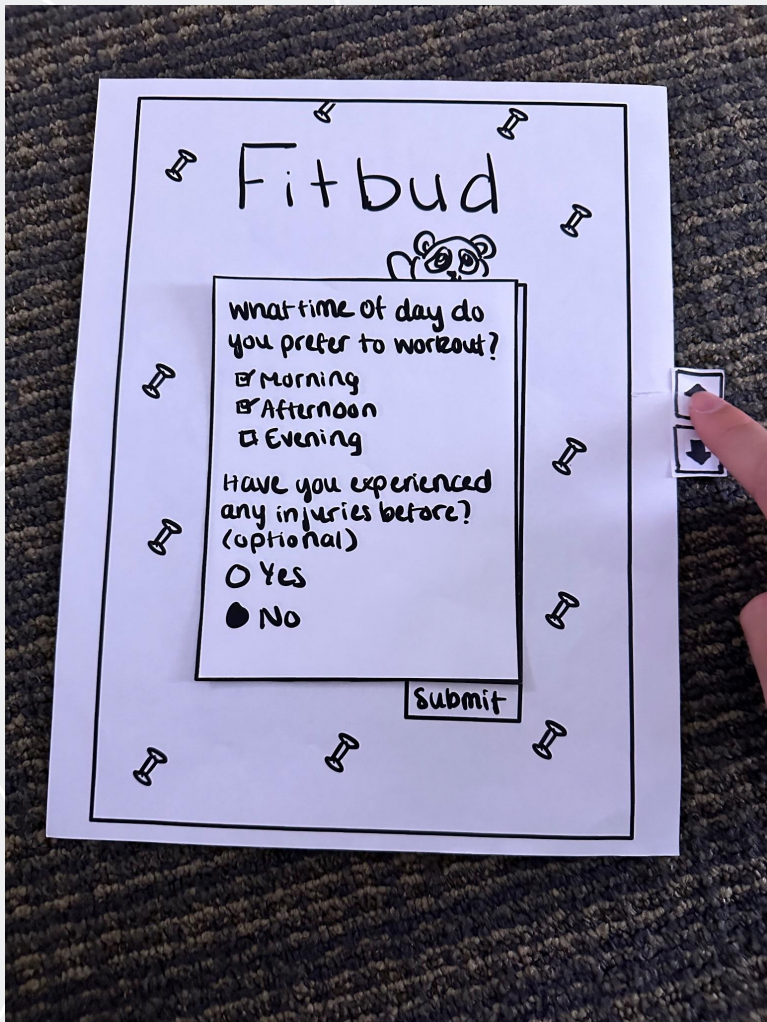 Fitbud
What time of day do
you prefer to workout?
Morning
Afternoon
Evening
Have you experienced
any injuries before?
(optional)
Yes
No
Submit